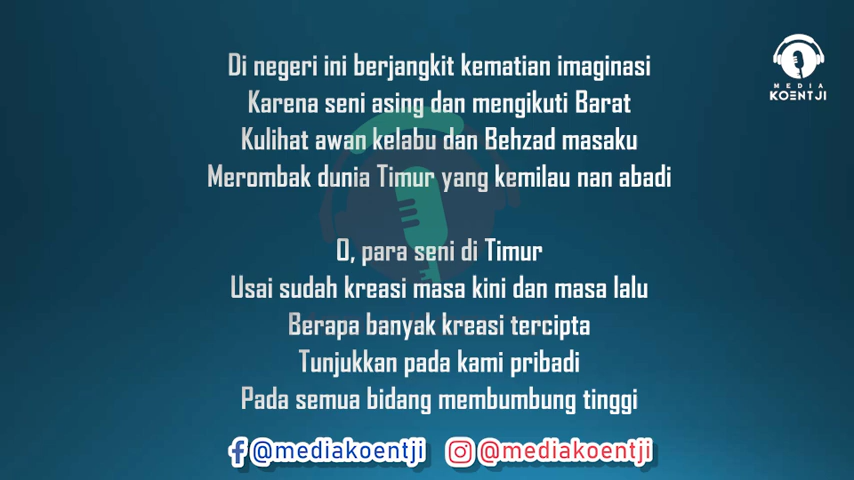 Di negeri ini berjangkit kematian imaginasi
Karena seni asing dan mengikuti Barat
Kulihat awan kelabu dan Behzad masaku
Merombak dunia Timur yang kemilau nan abadi
O, para seni di Timur
Usai sudah kreasi masa kini dan masa lalu
Berapa banyak kreasi tercipta
Tunjukkan pada kami pribadi
Pada semua bidang membumbung tinggi
@mediakoentji @mediakoentji
MEDIA
KOENTJI